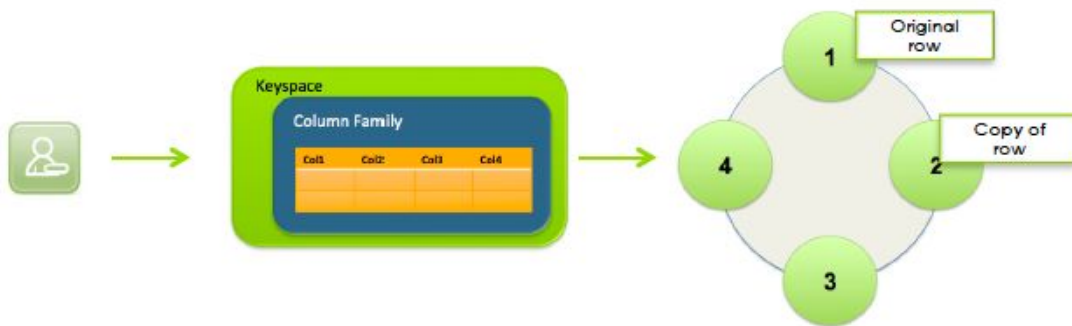 Keyspace
Column Family
Col1 Col2 Col3 Col4
1
Original
row
4
2
Copy of
row
3